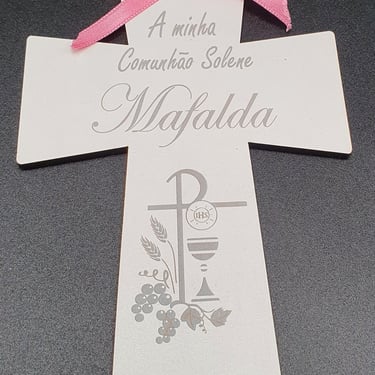 A minha
Comunhão Solene
Mafalda
IHS